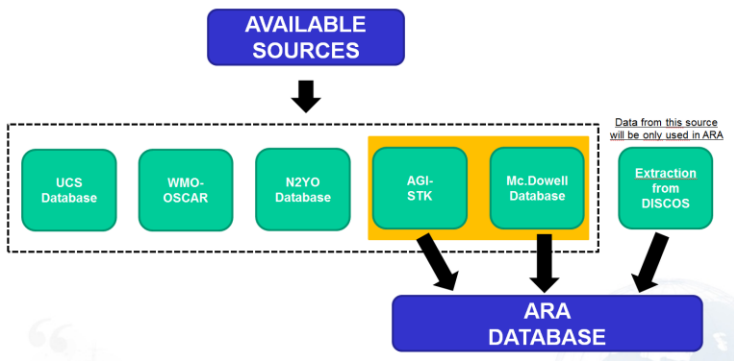 AVAILABLE
SOURCES
Data from this source
will be only used in ARA
UCS
Database
WMO-
OSCAR
N2YO
Database
AGI-
STK
Mc.Dowell
Database
Extraction
from
DISCOS
ARA
DATABASE